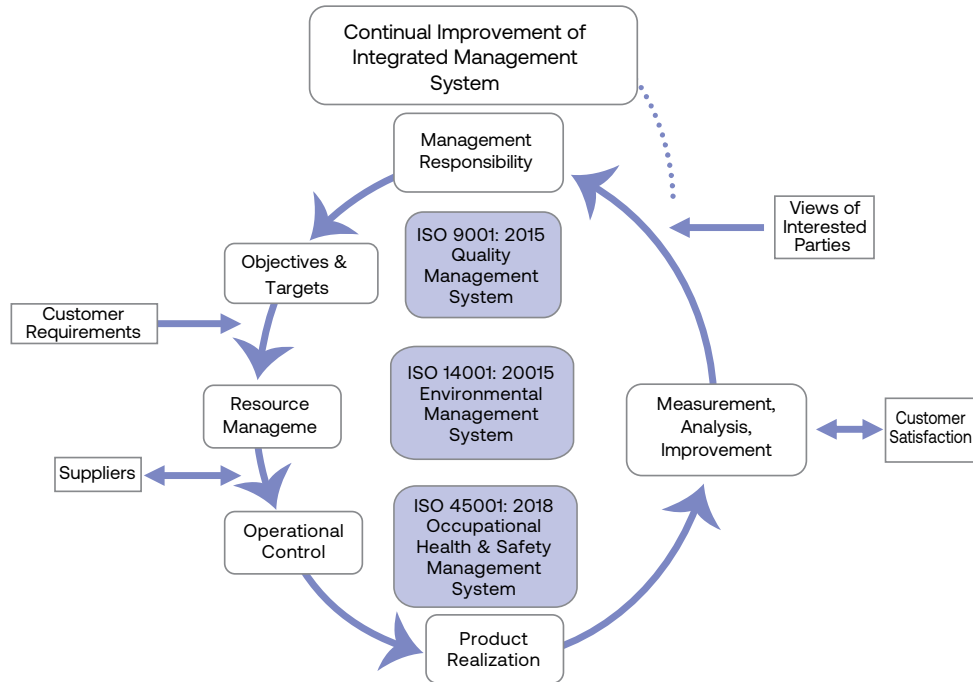 Continual Improvement of
Integrated Management
System
Management
Responsibility
ISO 9001: 2015
Quality
Management
System
Views of
Interested
Parties
Objectives &
Targets
Customer
Requirements
ISO 14001: 20015
Environmental
Management
System
Resource
Manageme
Measurement,
Analysis,
Improvement
Customer
Satisfaction
Suppliers
ISO 45001: 2018
Occupational
Health & Safety
Management
System
Operational
Control
Product
Realization